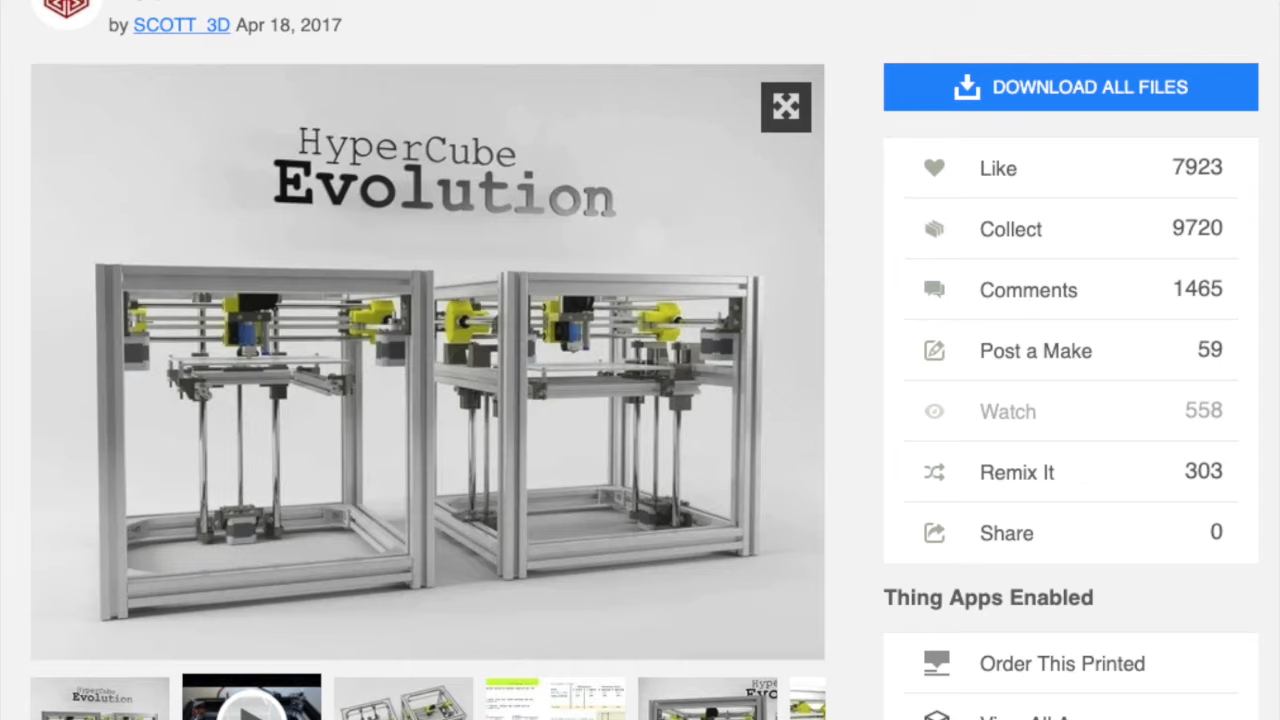 by SCOTT_3D Apr 18, 2017
DOWNLOAD ALL FILES
HyperCube
Evolution
Like 7923
Collect 9720
Comments 1465
Post a Make 59
Watch 558
Remix It 303
Share 0
Thing Apps Enabled
Order This Printed
HyperCube
Evolution